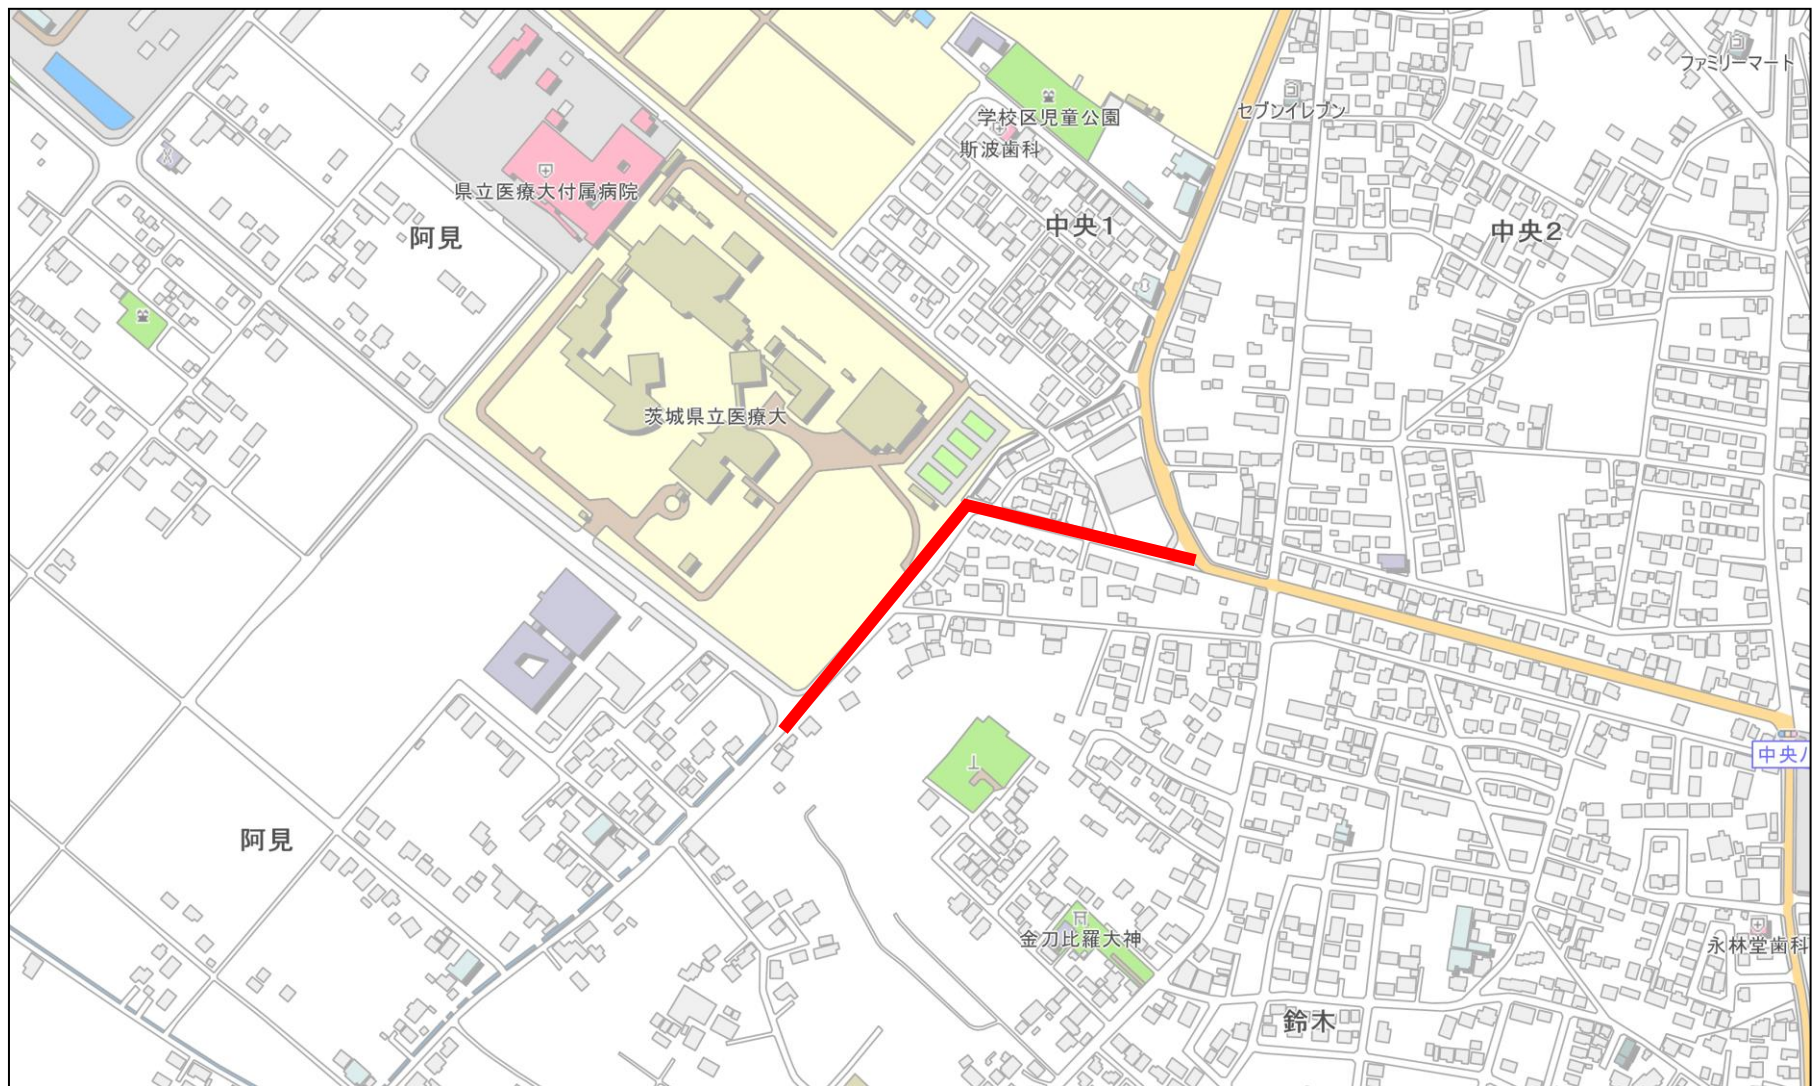 ファミリーマート
セブンイレブン
学校区児童公園
斯波歯科
県立医療大付属病院
阿見
中央1
中央2
茨城県立医療大
中央八
阿見
金刀比羅大神
永林堂歯科
鈴木